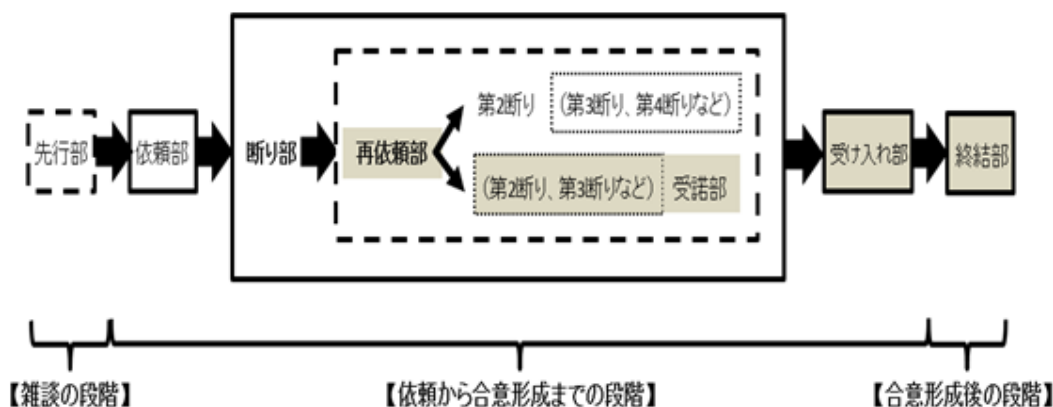 先行部
依頼部
断り部
再依頼部
第2断り (第3断り、第4断りなど)
(第2断り、第3断りなど) 受諾部
受け入れ部
終結部
【雑談の段階】
【依頼から合意形成までの段階】
【合意形成後の段階】